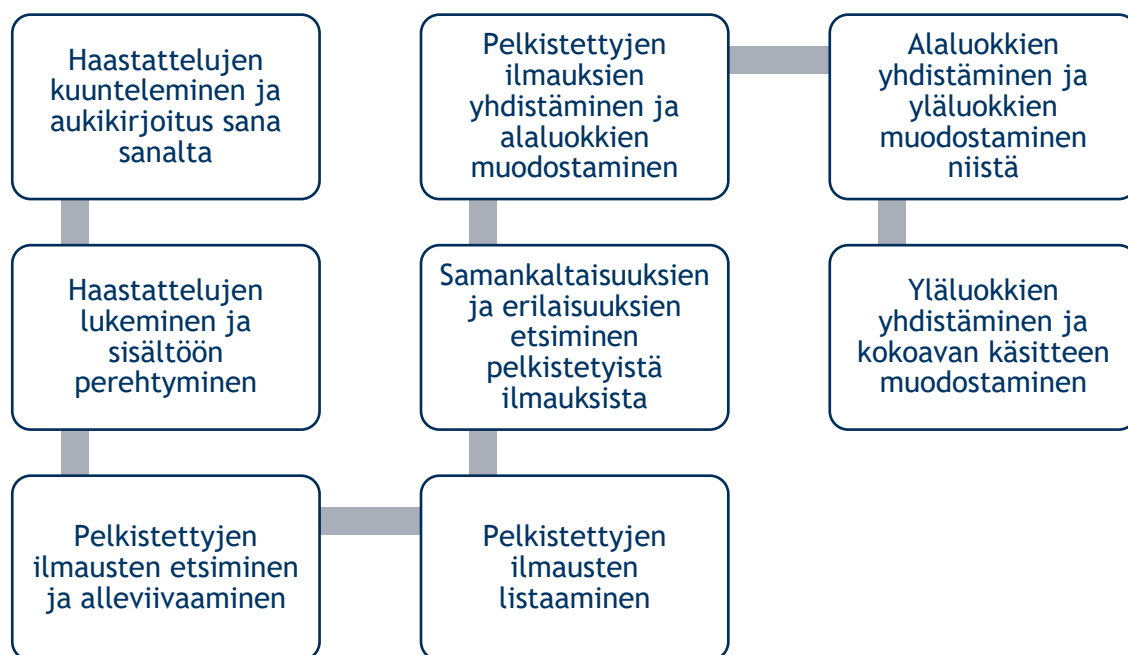 Haastattelujen
kuunteleminen ja
aukikirjoitus sana
sanalta
Haastattelujen
lukeminen ja
sisältöön
perehtyminen
Pelkistettyjen
ilmausten etsiminen
ja alleviivaaminen
Pelkistettyjen
ilmausten
listaaminen
Samankaltaisuuksien
ja erilaisuuksien
etsiminen
pelkistetyistä
ilmauksista
Pelkistettyjen
ilmauksien
yhdistäminen ja
alaluokkien
muodostaminen
Alaluokkien
yhdistäminen ja
yläluokkien
muodostaminen
niistä
Yläluokkien
yhdistäminen ja
kokoavan käsitteen
muodostaminen